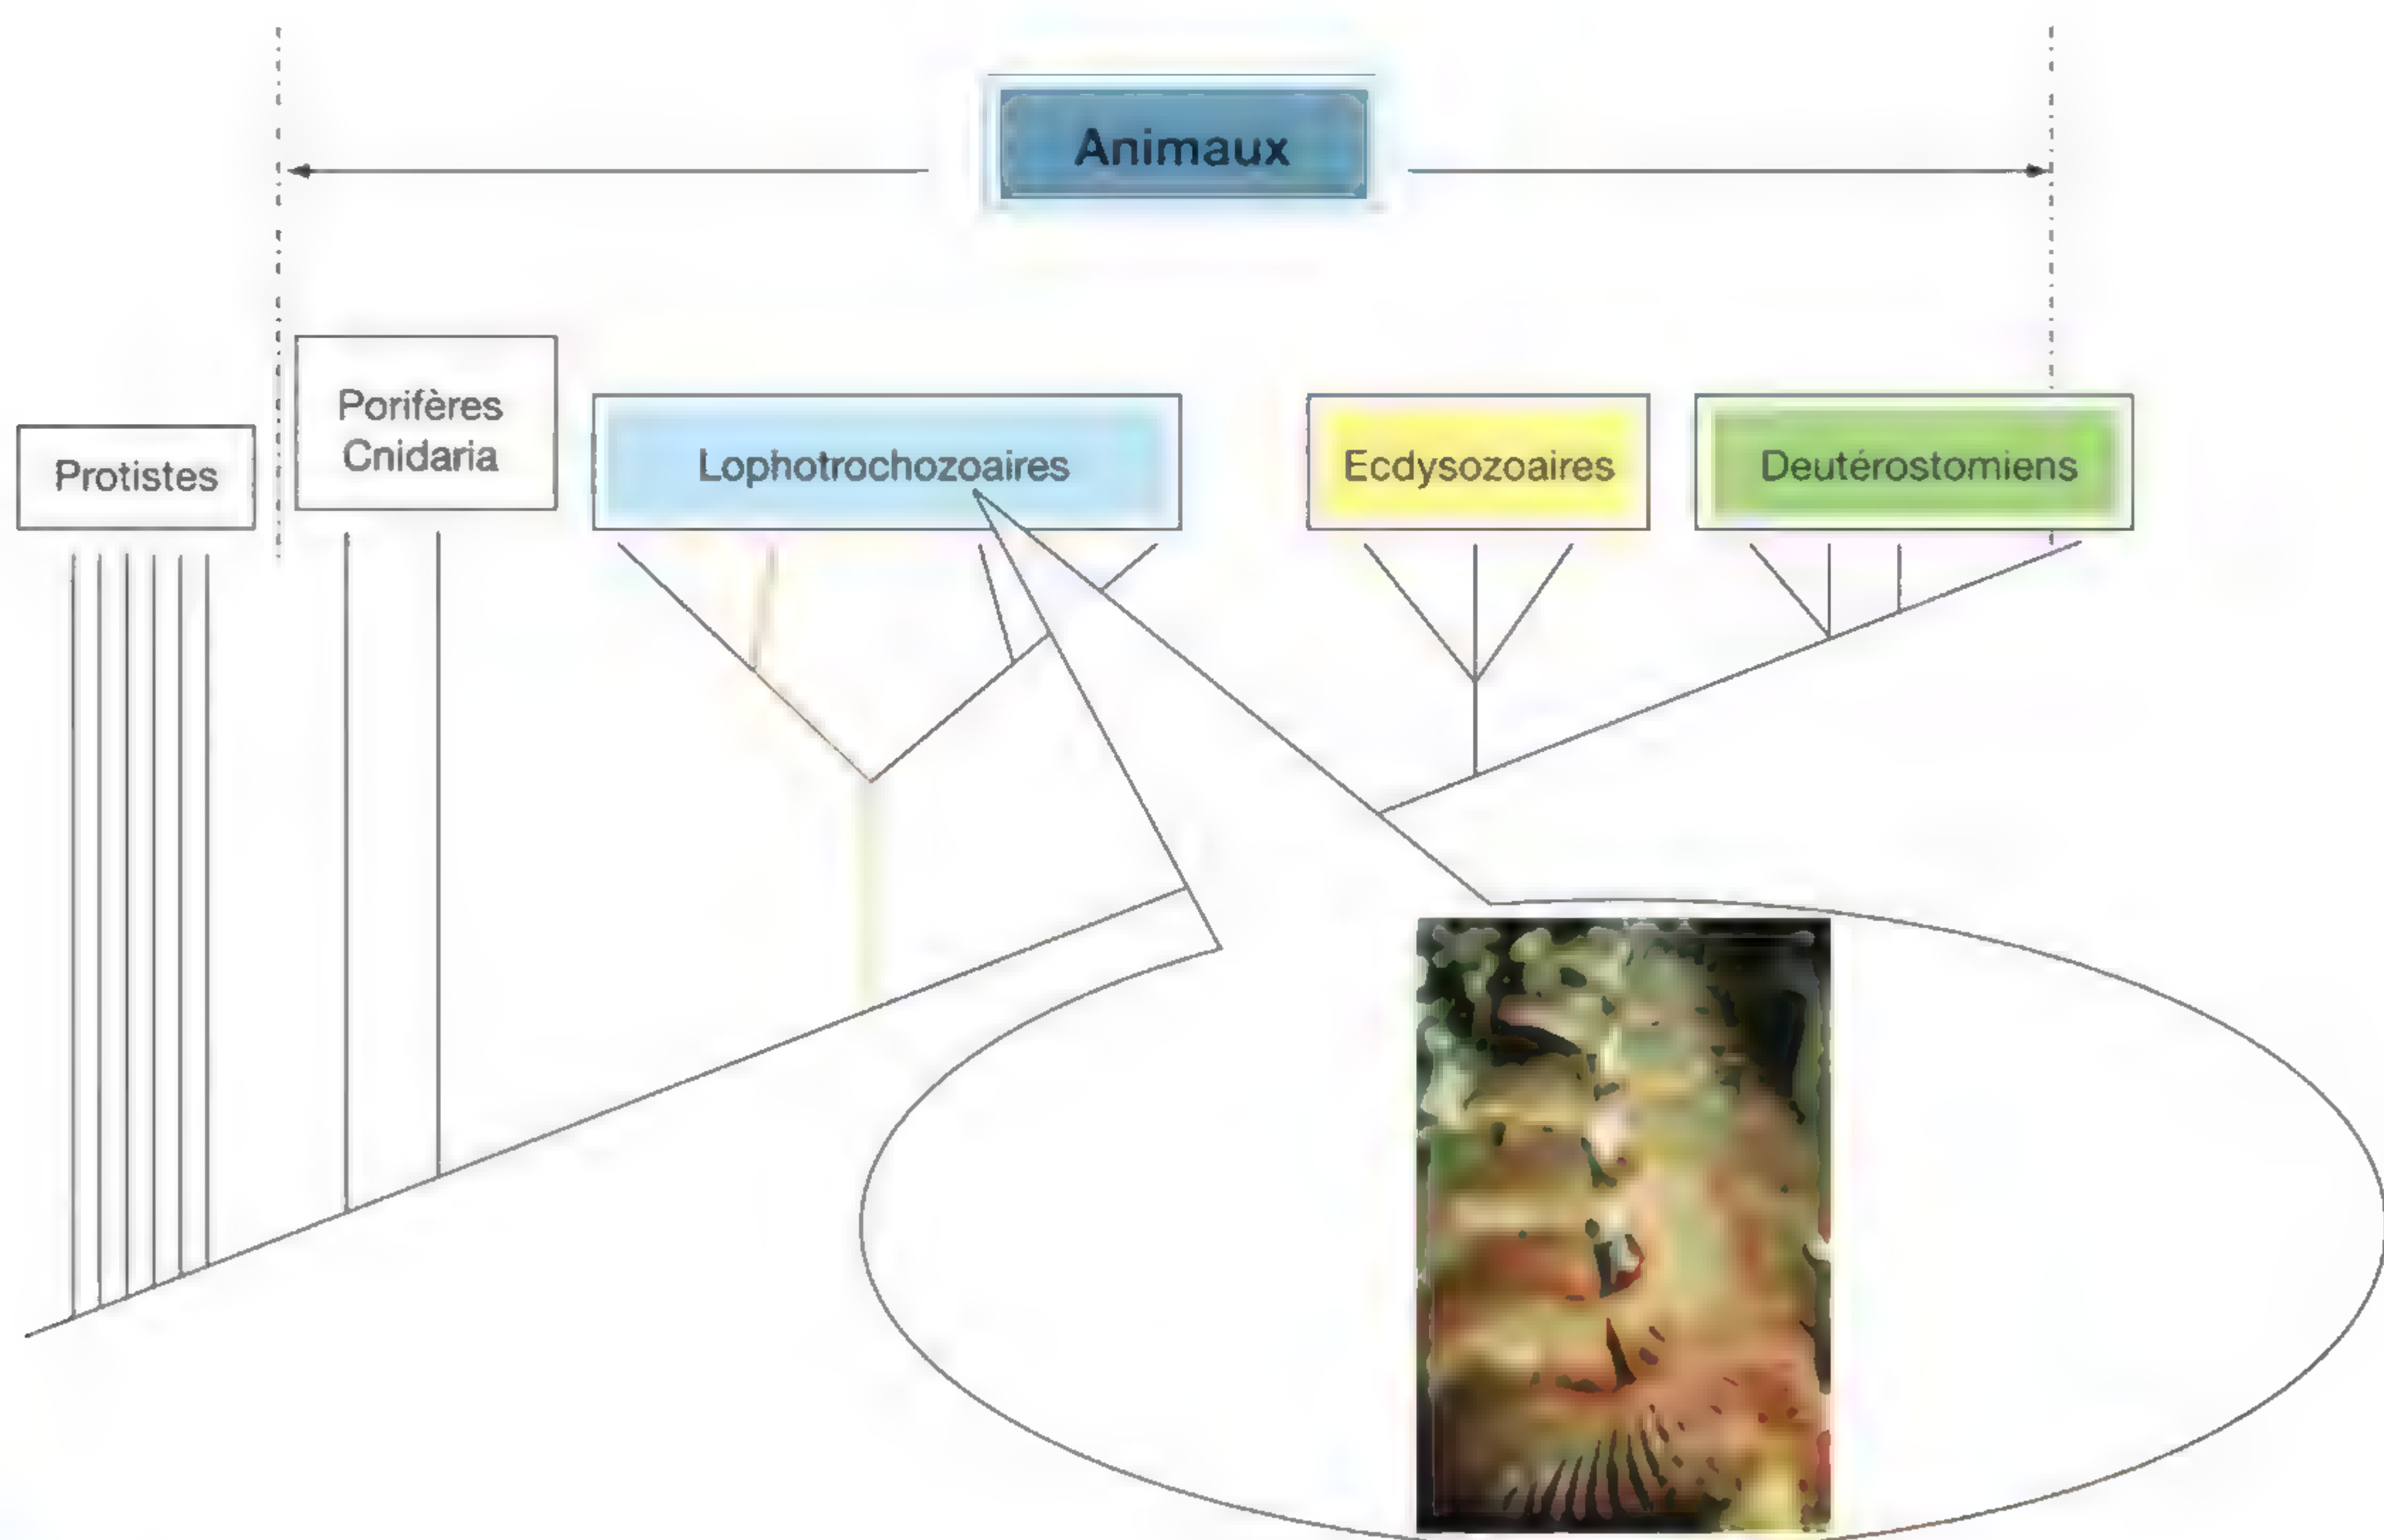 Animaux
Protistes
Porifères
Cnidaria
Lophotrochozoaires
Ecdysozoaires
Deutérostomiens